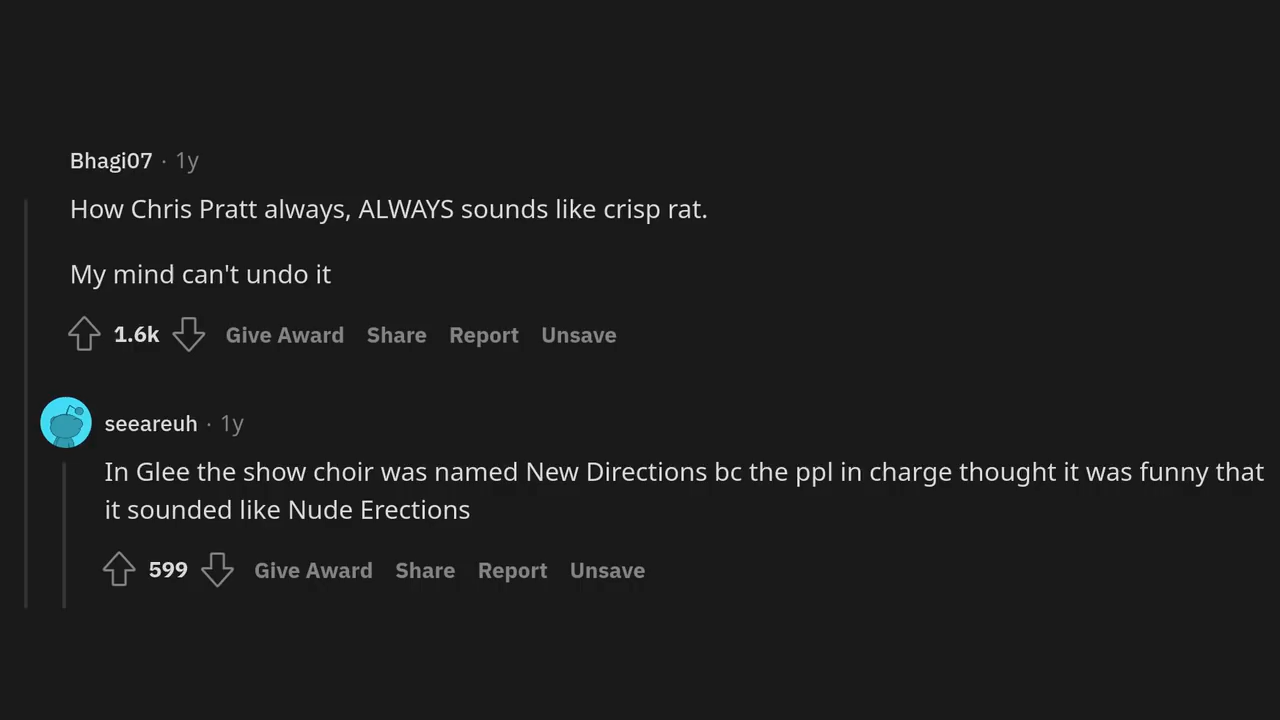 Bhagi07 · 1y
How Chris Pratt always, ALWAYS sounds like crisp rat.
My mind can't undo it
1.6k Give Award Share Report Unsave
seeareuh · 1y
In Glee the show choir was named New Directions bc the ppl in charge thought it was funny that
it sounded like Nude Erections
599 Give Award Share Report Unsave